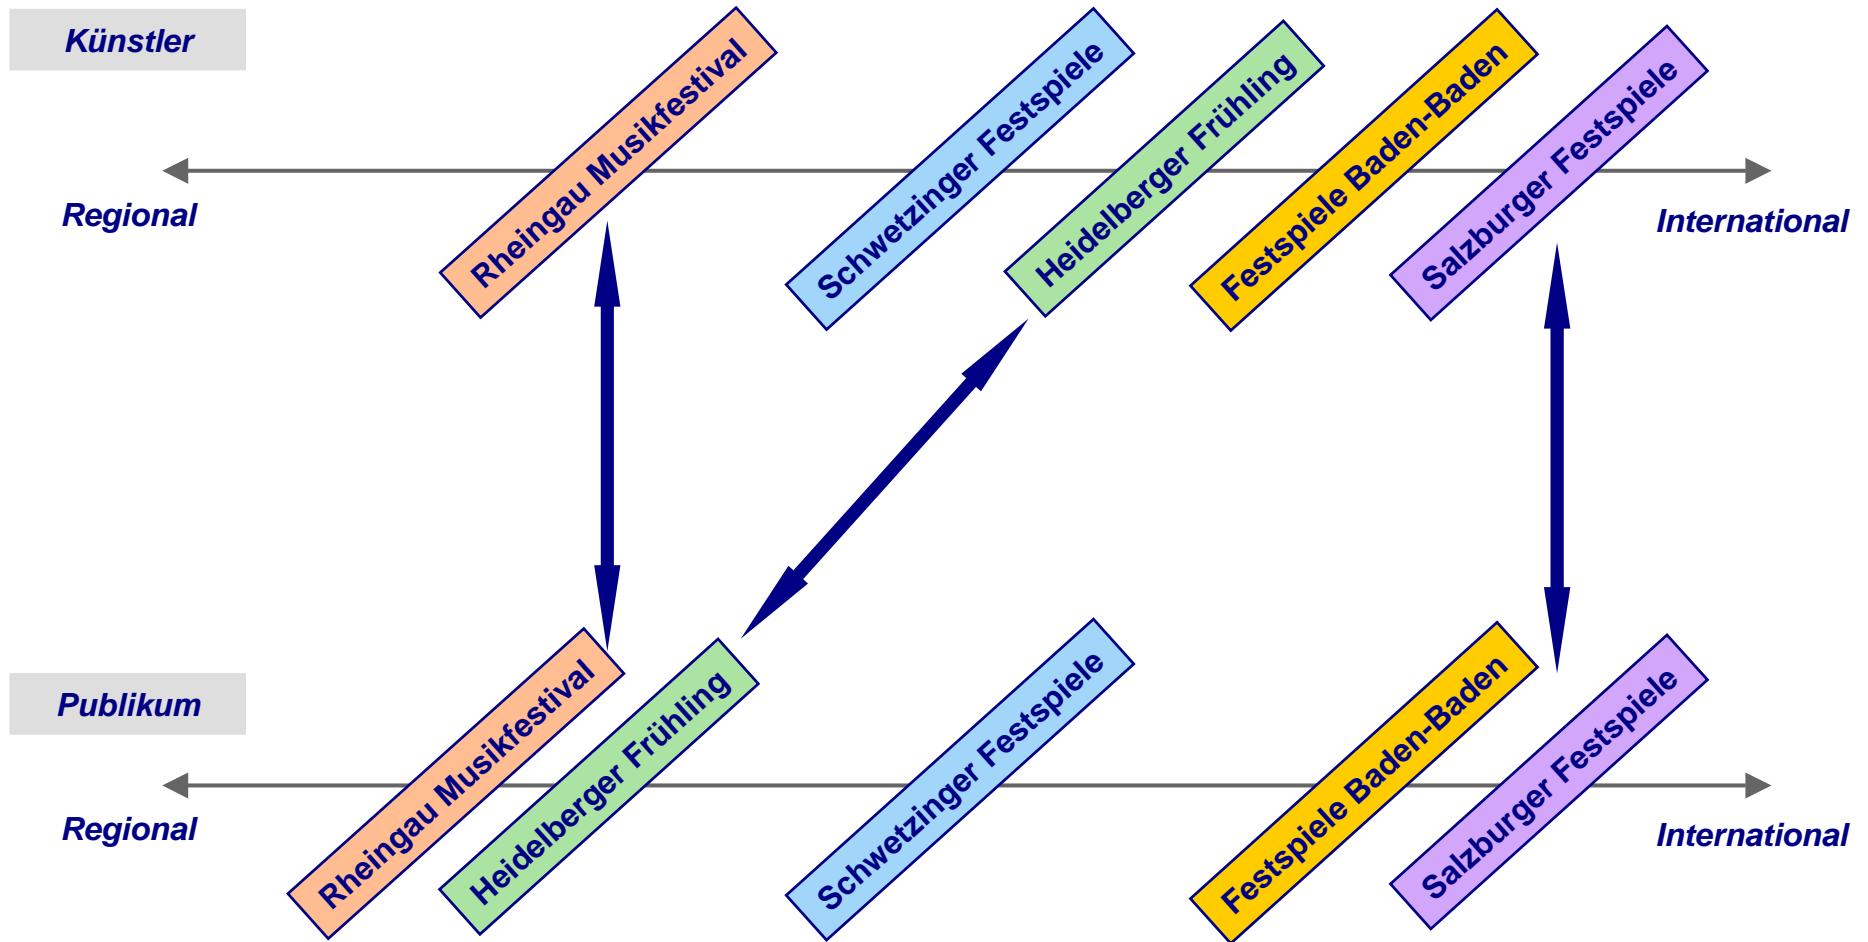 Künstler
Rheingau Musikfestival
Schwetzinger Festspiele
Heidelberger Frühling
Festspiele Baden-Baden
Salzburger Festspiele
Regional
International
Publikum
Rheingau Musikfestival
Heidelberger Frühling
Schwetzinger Festspiele
Festspiele Baden-Baden
Salzburger Festspiele
Regional
International